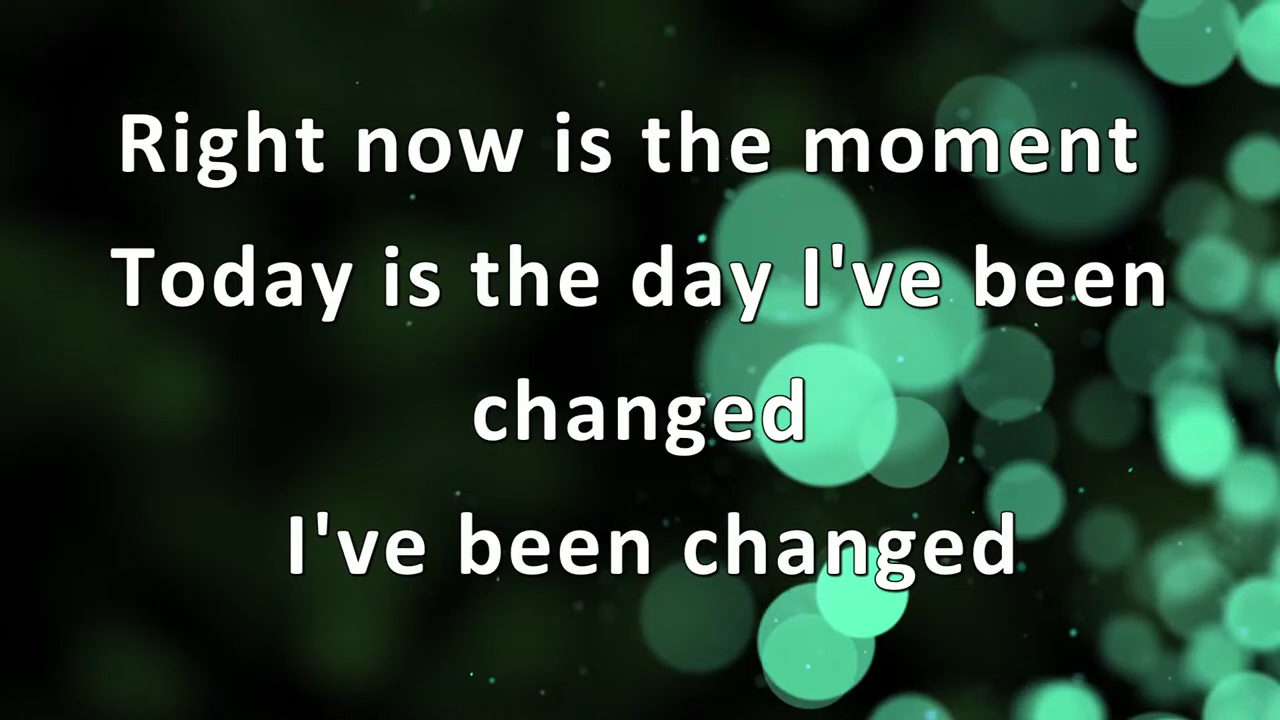 Right now is the moment
Today is the day I've been
changed
I've been changed